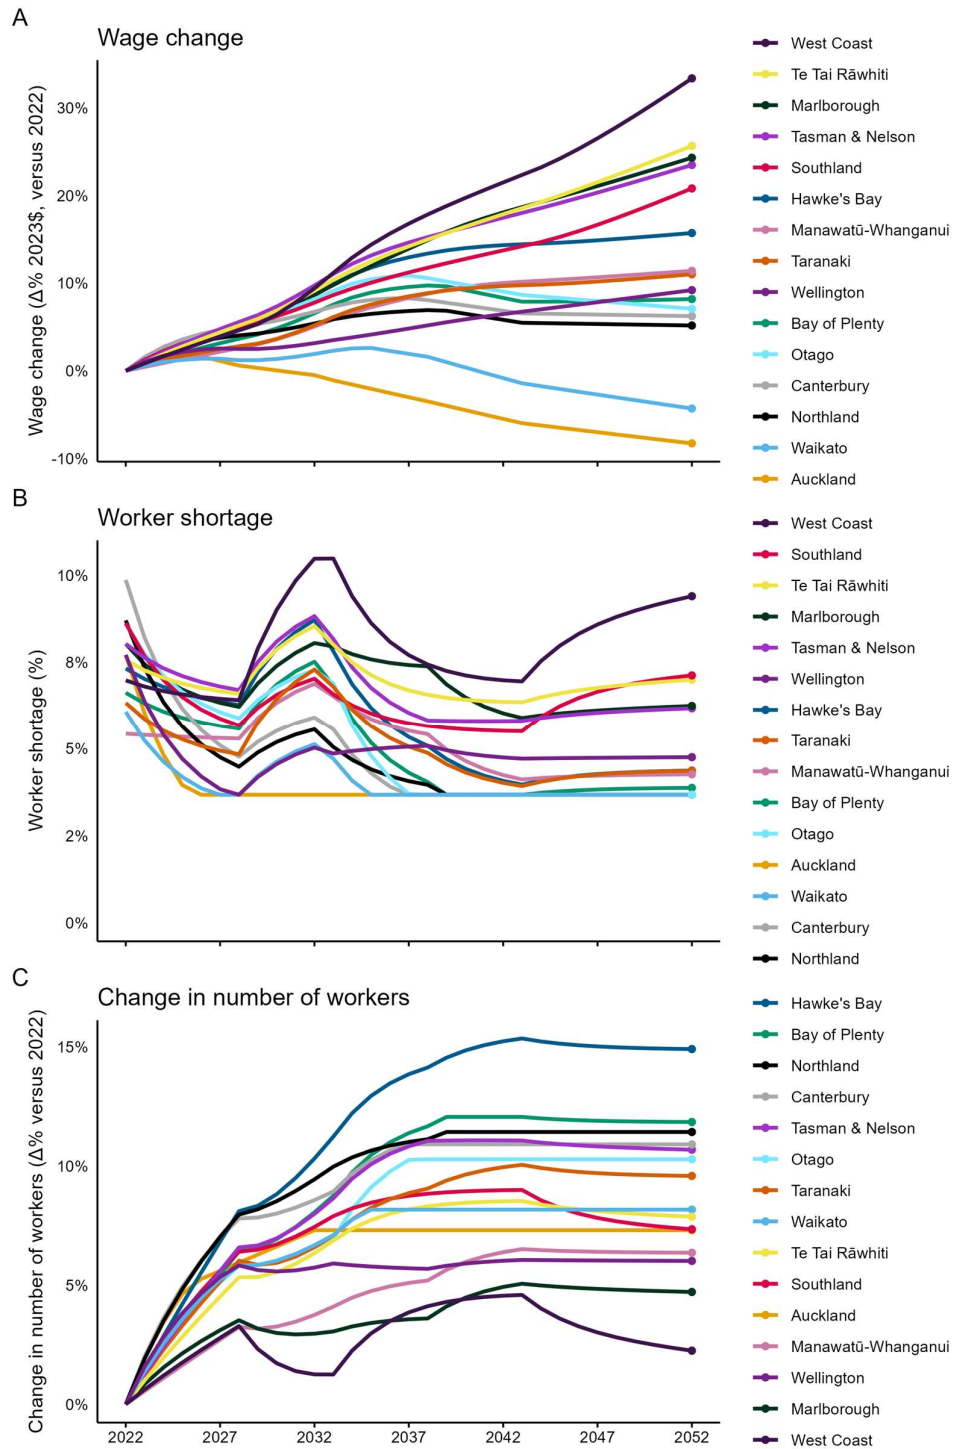 A
Wage change
Wage change (Δ% 2023$, versus 2022)
30%
20%
10%
0%
-10%
West Coast
Te Tai Rāwhiti
Marlborough
Tasman & Nelson
Southland
Hawke's Bay
Manawatū-Whanganui
Taranaki
Wellington
Bay of Plenty
Otago
Canterbury
Northland
Waikato
Auckland
B
Worker shortage
Worker shortage (%)
10%
8%
5%
2%
0%
West Coast
Southland
Te Tai Rāwhiti
Marlborough
Tasman & Nelson
Wellington
Hawke's Bay
Taranaki
Manawatū-Whanganui
Bay of Plenty
Otago
Auckland
Waikato
Canterbury
Northland
C
Change in number of workers
Change in number of workers (Δ% versus 2022)
15%
10%
5%
0%
2022 2027 2032 2037 2042 2047 2052
Hawke's Bay
Bay of Plenty
Northland
Canterbury
Tasman & Nelson
Otago
Taranaki
Waikato
Te Tai Rāwhiti
Southland
Auckland
Manawatū-Whanganui
Wellington
Marlborough
West Coast